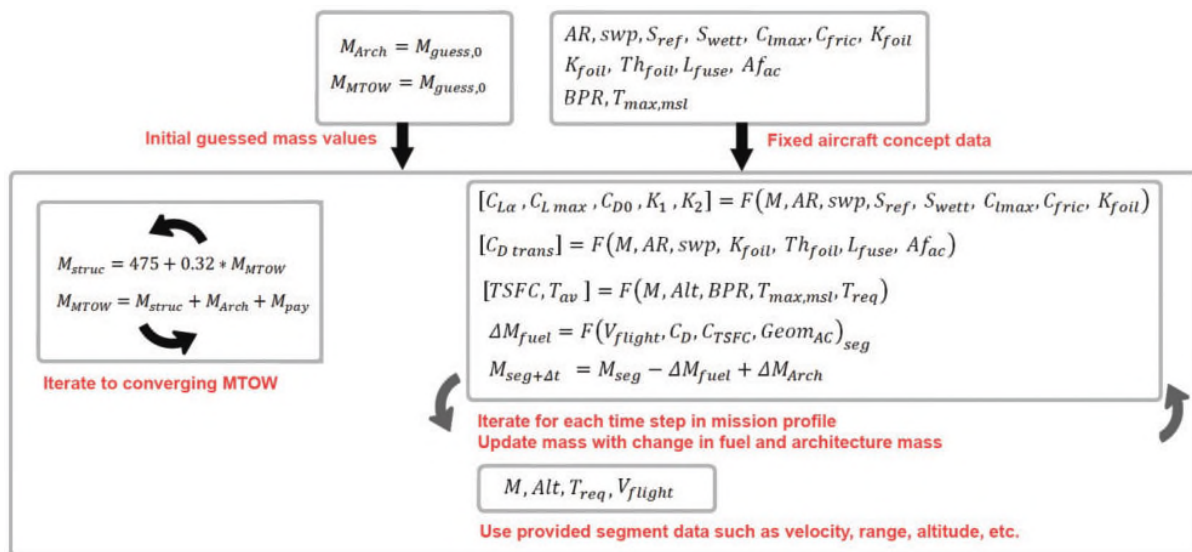 M_Arch = M_guess,0
M_MTOW = M_guess,0
Initial guessed mass values
AR, swp, S_ref, S_wett, C_lmax, C_fric, K_foil
K_foil, Th_foil, L_fuse, Af_ac
BPR, T_max,msl
Fixed aircraft concept data
M_struc = 475 + 0.32 * M_MTOW
M_MTOW = M_struc + M_Arch + M_pay
Iterate to converging MTOW
[C_Lα, C_L max, C_D0, K_1, K_2] = F(M, AR, swp, S_ref, S_wett, C_lmax, C_fric, K_foil)
[C_D trans] = F(M, AR, swp, K_foil, Th_foil, L_fuse, Af_ac)
[TSFC, T_av] = F(M, Alt, BPR, T_max,msl, T_req)
ΔM_fuel = F(V_flight, C_D, C_TSFC, Geom_AC)_seg
M_seg+Δt = M_seg − ΔM_fuel + ΔM_Arch
Iterate for each time step in mission profile
Update mass with change in fuel and architecture mass
M, Alt, T_req, V_flight
Use provided segment data such as velocity, range, altitude, etc.